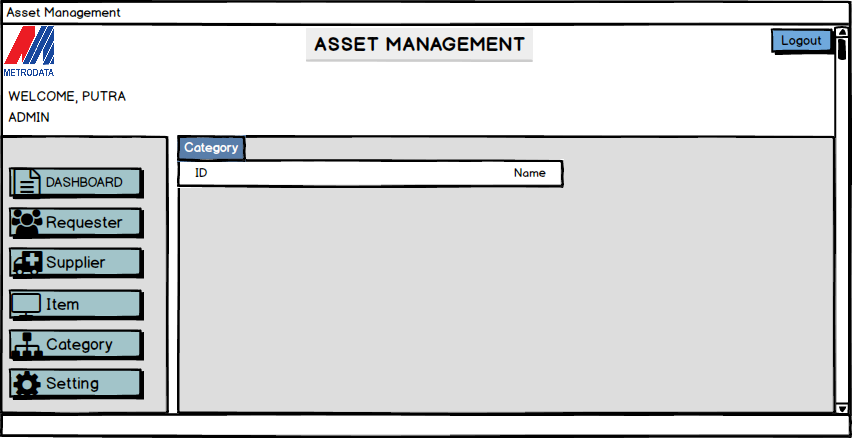 Asset Management
METRODATA
ASSET MANAGEMENT
Logout
WELCOME, PUTRA
ADMIN
DASHBOARD
Requester
Supplier
Item
Category
Setting
Category
ID Name